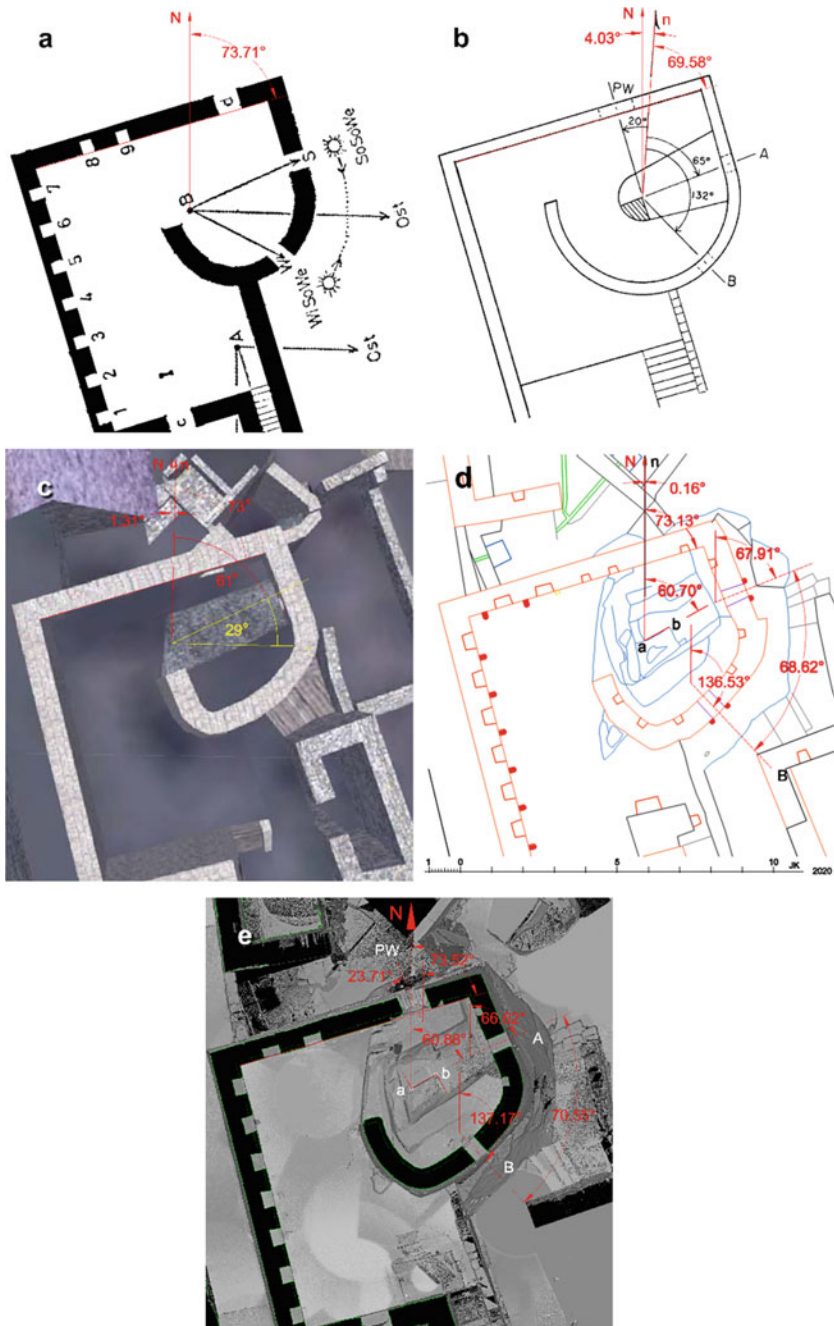 a
N
73.71°
d
8
9
7
6
5
4
3
2
1
I
c
B
S
W
A
Ost
Ost
SoSoWe
WiSoWe
b
N
n
4.03°
69.58°
PW
20°
65°
132°
A
B
c
N
n
1.31°
73°
61°
29°
d
N
n
0.16°
73.13°
67.91°
60.70°
a
b
136.53°
68.62°
B
1
0
5
10
JK
2020
e
N
PW
23.71°
73.52°
66.62°
60.88°
A
a
b
137.17°
70.55°
B